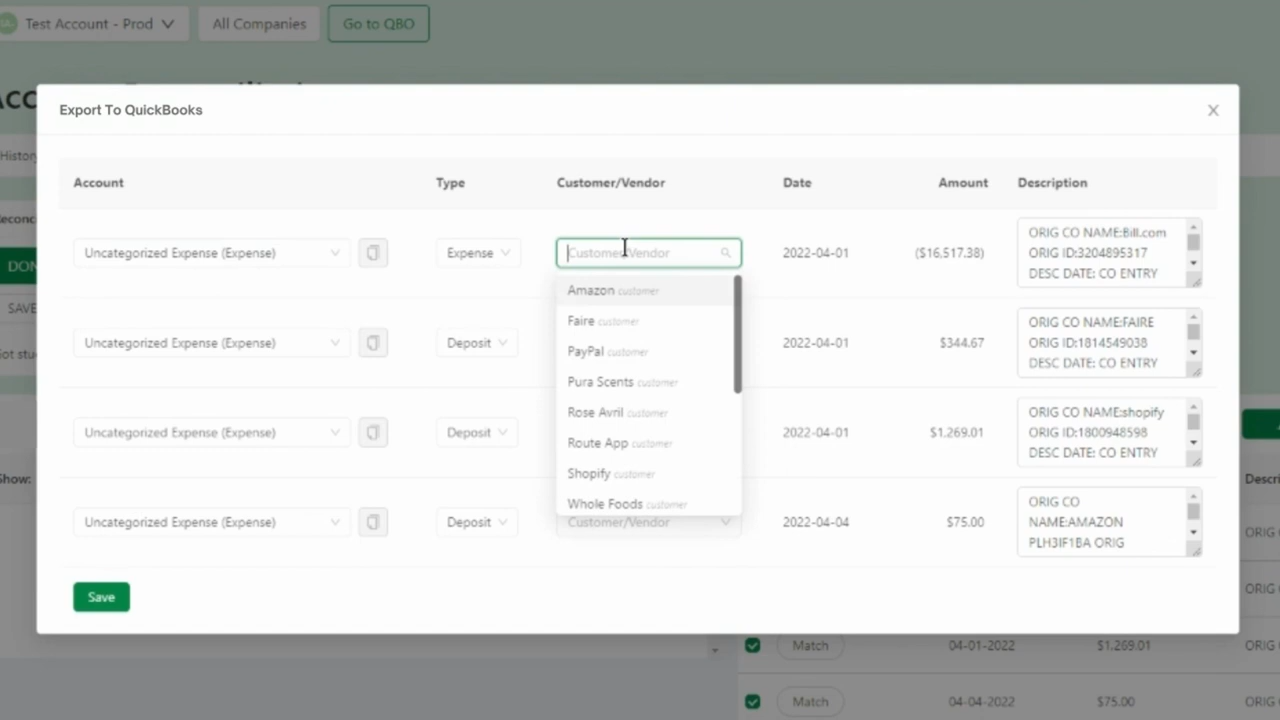 Test Account - Prod
All Companies
Go to QBO
Export To QuickBooks
History
Account
Type
Customer/Vendor
Date
Amount
Description
Uncategorized Expense (Expense)
Expense
Customer/Vendor
2022-04-01
($16,517.38)
ORIG CO NAME:Bill.com
ORIG ID:3204895317
DESC DATE: CO ENTRY
Amazon customer
Faire customer
PayPal customer
Pura Scents customer
Rose Avril customer
Route App customer
Shopify customer
Whole Foods customer
Uncategorized Expense (Expense)
Deposit
2022-04-01
$344.67
ORIG CO NAME:FAIRE
ORIG ID:1814549038
DESC DATE: CO ENTRY
Uncategorized Expense (Expense)
Deposit
2022-04-01
$1,269.01
ORIG CO NAME:shopify
ORIG ID:1800948598
DESC DATE: CO ENTRY
Show:
Uncategorized Expense (Expense)
Deposit
Customer/Vendor
2022-04-04
$75.00
ORIG CO
NAME:AMAZON
PLH3IF1BA ORIG
ORIG
Save
ORIG
Match
04-01-2022
$1,269.01
ORIG
Match
04-04-2022
$75.00
ORIG